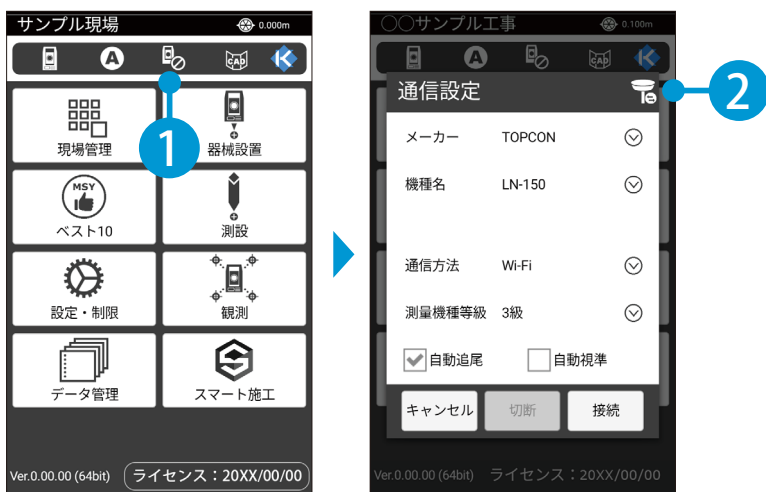 サンプル現場
0.000m
A
CAD
1
現場管理
器械設置
MSY
ベスト10
測設
設定・制限
観測
データ管理
スマート施工
Ver.0.00.00 (64bit)
ライセンス：20XX/00/00
〇〇サンプル工事
0.100m
A
CAD
通信設定
2
メーカー TOPCON
機種名 LN-150
通信方法 Wi-Fi
測量機種等級 3級
自動追尾 自動視準
キャンセル 切断 接続
Ver.0.00.00 (64bit)
ライセンス：20XX/00/00